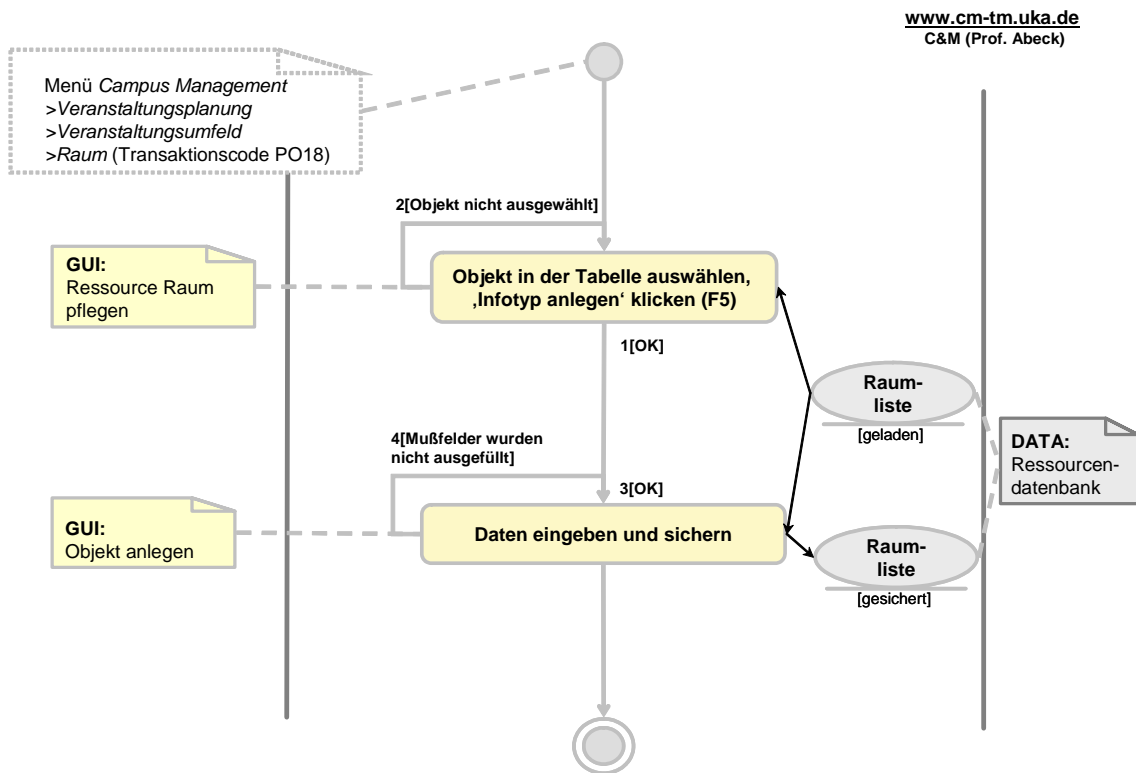 www.cm-tm.uka.de
C&M (Prof. Abeck)
Menü Campus Management
>Veranstaltungsplanung
>Veranstaltungsumfeld
>Raum (Transaktionscode PO18)
2[Objekt nicht ausgewählt]
GUI:
Ressource Raum
pflegen
Objekt in der Tabelle auswählen,
‚Infotyp anlegen‘ klicken (F5)
1[OK]
Raum-
liste
[geladen]
DATA:
Ressourcen-
datenbank
4[Mußfelder wurden
nicht ausgefüllt]
3[OK]
GUI:
Objekt anlegen
Daten eingeben und sichern
Raum-
liste
[gesichert]